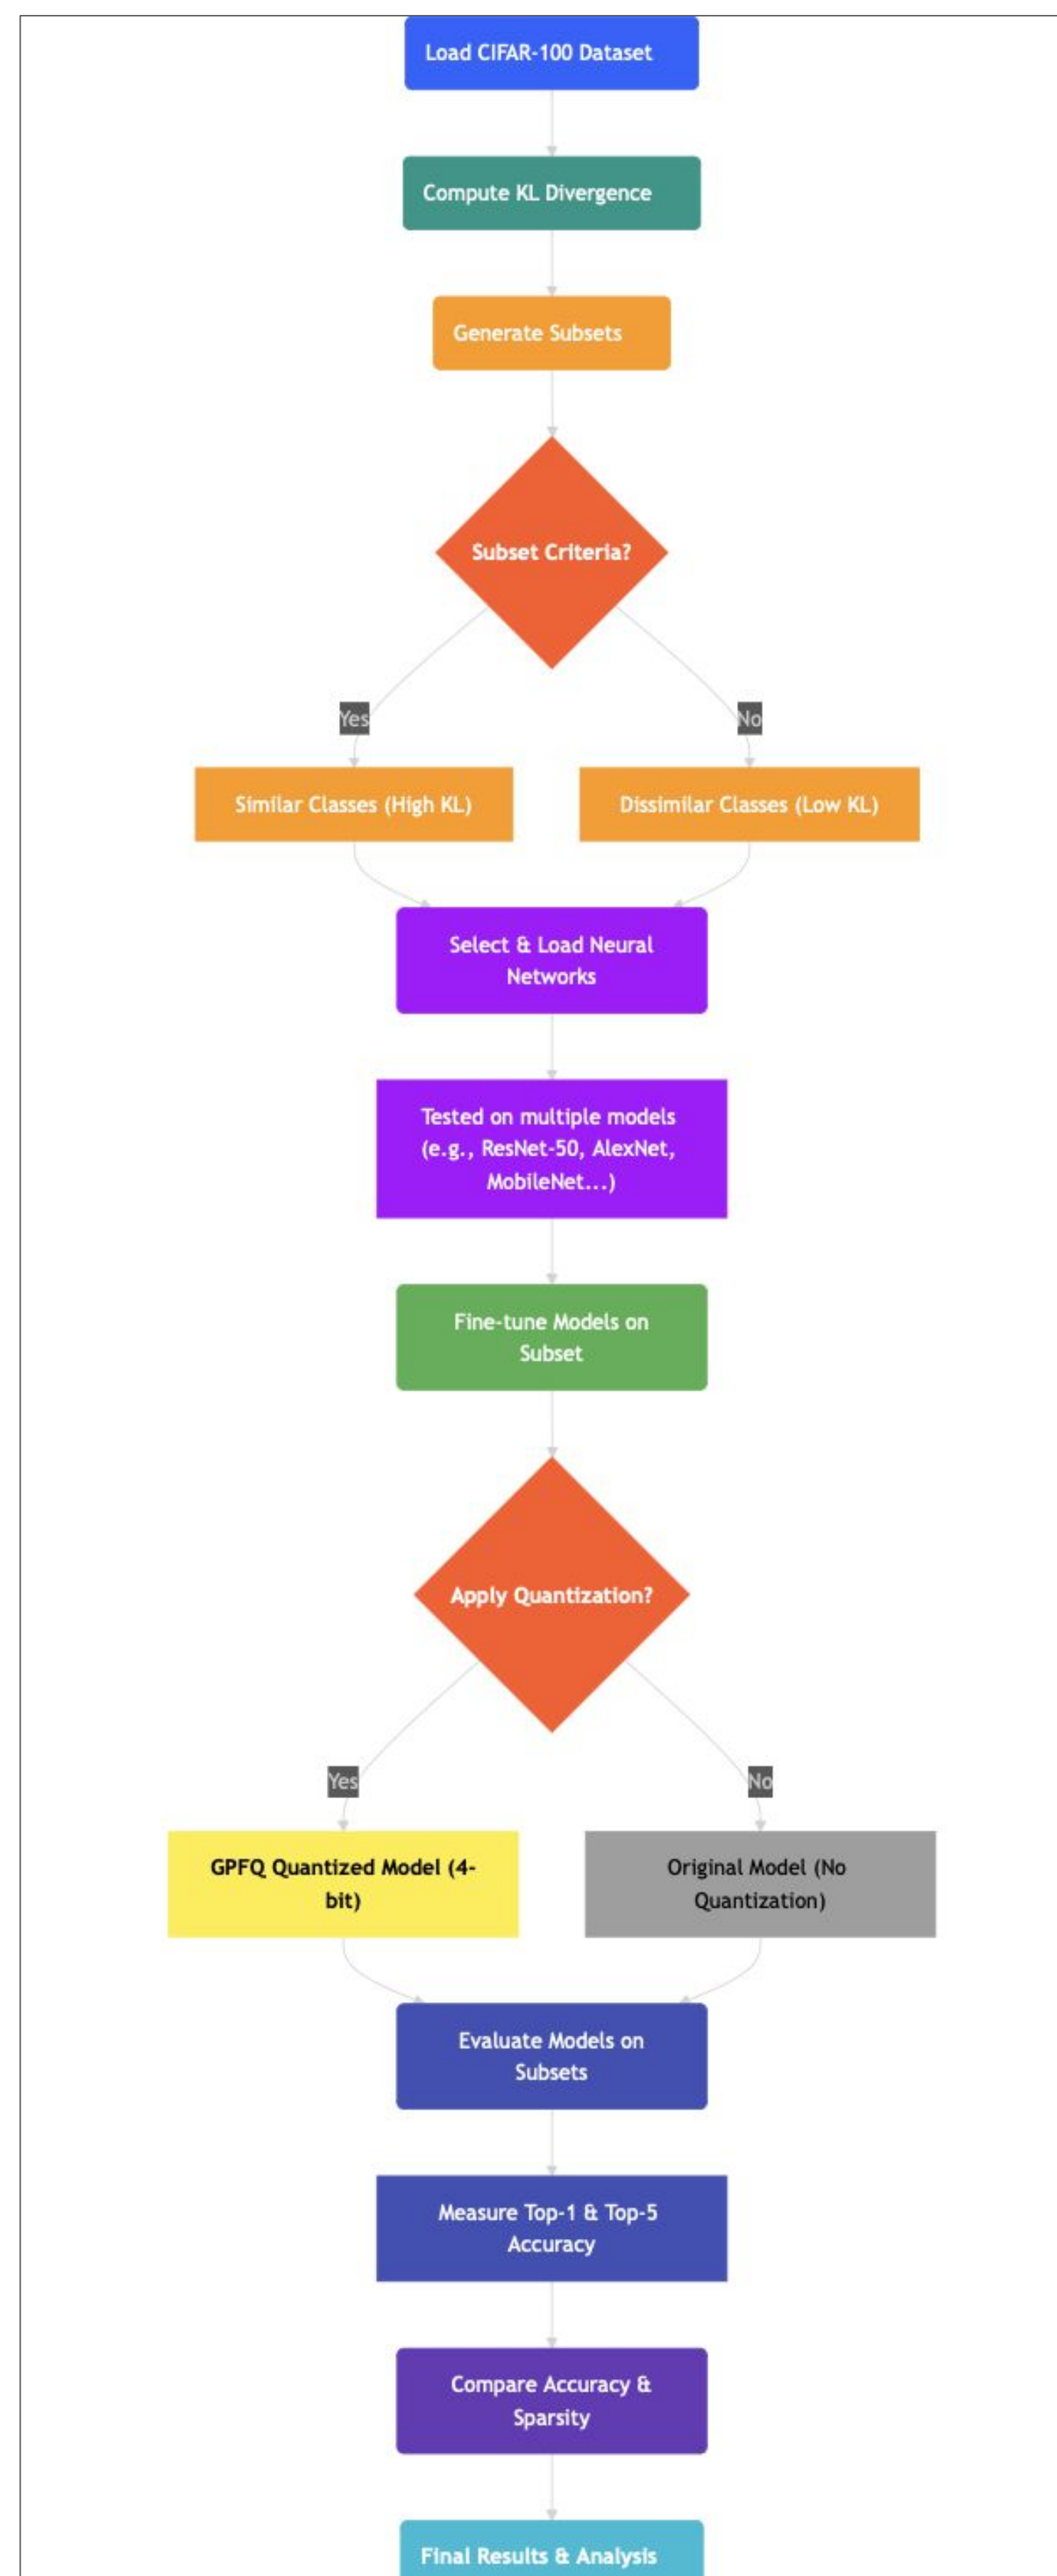 Load CIFAR-100 Dataset
Compute KL Divergence
Generate Subsets
Subset Criteria?
Yes
No
Similar Classes (High KL)
Dissimilar Classes (Low KL)
Select & Load Neural
Networks
Tested on multiple models
(e.g., ResNet-50, AlexNet,
MobileNet...)
Fine-tune Models on
Subset
Apply Quantization?
Yes
No
GPFQ Quantized Model (4-
bit)
Original Model (No
Quantization)
Evaluate Models on
Subsets
Measure Top-1 & Top-5
Accuracy
Compare Accuracy &
Sparsity
Final Results & Analysis